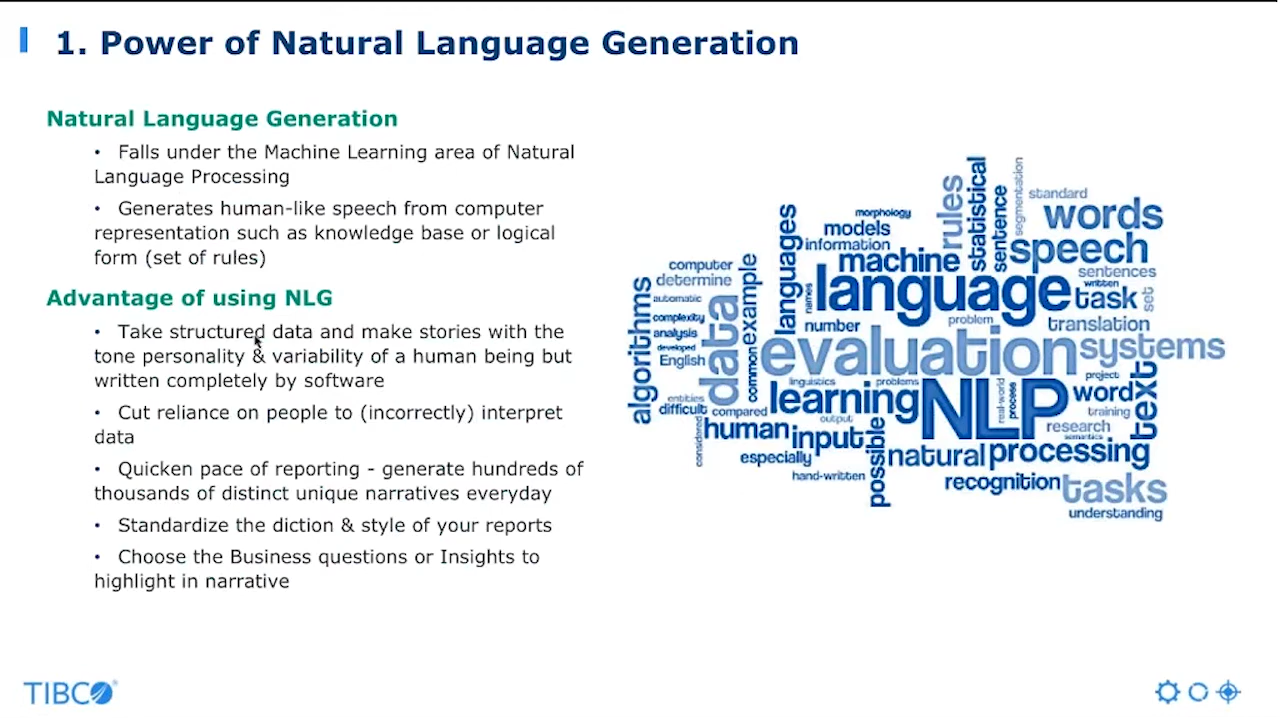 1. Power of Natural Language Generation
Natural Language Generation
• Falls under the Machine Learning area of Natural
Language Processing
• Generates human-like speech from computer
representation such as knowledge base or logical
form (set of rules)
Advantage of using NLG
• Take structured data and make stories with the
tone personality & variability of a human being but
written completely by software
• Cut reliance on people to (incorrectly) interpret
data
• Quicken pace of reporting - generate hundreds of
thousands of distinct unique narratives everyday
• Standardize the diction & style of your reports
• Choose the Business questions or Insights to
highlight in narrative
morphology
models
information
machine
languages
rules
statistical
sentence
segmentation
standard
words
speech
sentences
written
computer
determine
automatic
complexity
analysis
developed
English
algorithms
data
example
common
names
language
task
set
number
problem
translation
evaluation
systems
linguistics
problems
project
entities
difficult
compared
learning
output
NLP
real-world
process
word
training
text
considered
human
input
possible
research
semantics
especially
natural
processing
hand-written
recognition
tasks
understanding
TIBCO®